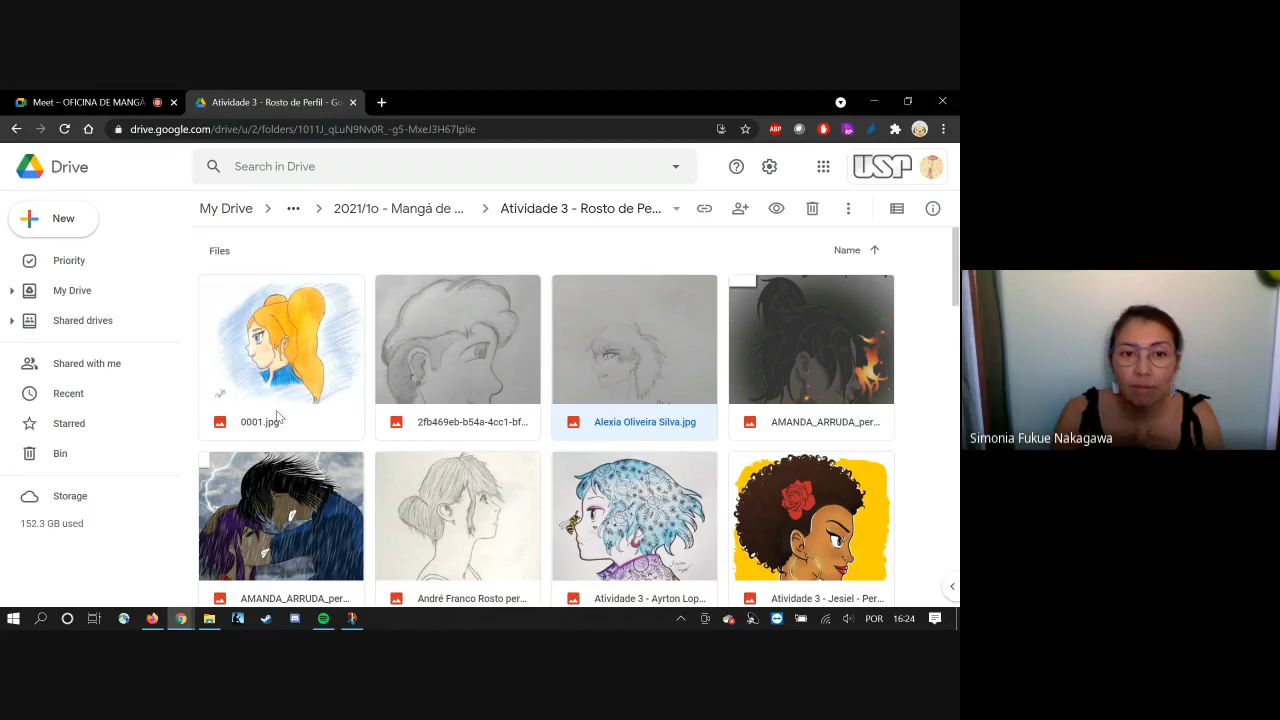 Meet – OFICINA DE MANGÁ
Atividade 3 - Rosto de Perfil - Go
drive.google.com/drive/u/2/folders/1011J_qLuN9Nv0R_-g5-MxeJ3H67IpIie
Drive
Search in Drive
USP
New
My Drive
2021/1o - Mangá de ...
Atividade 3 - Rosto de Pe...
Priority
My Drive
Shared drives
Shared with me
Recent
Starred
Bin
Storage
152.3 GB used
Files
Name
0001.jpg
2fb469eb-b54a-4cc1-bf...
Alexia Oliveira Silva.jpg
AMANDA_ARRUDA_per...
AMANDA_ARRUDA_per...
André Franco Rosto per...
Atividade 3 - Ayrton Lop...
Atividade 3 - Jesiel - Per...
ABP
RP
POR
16:24
Simonia Fukue Nakagawa